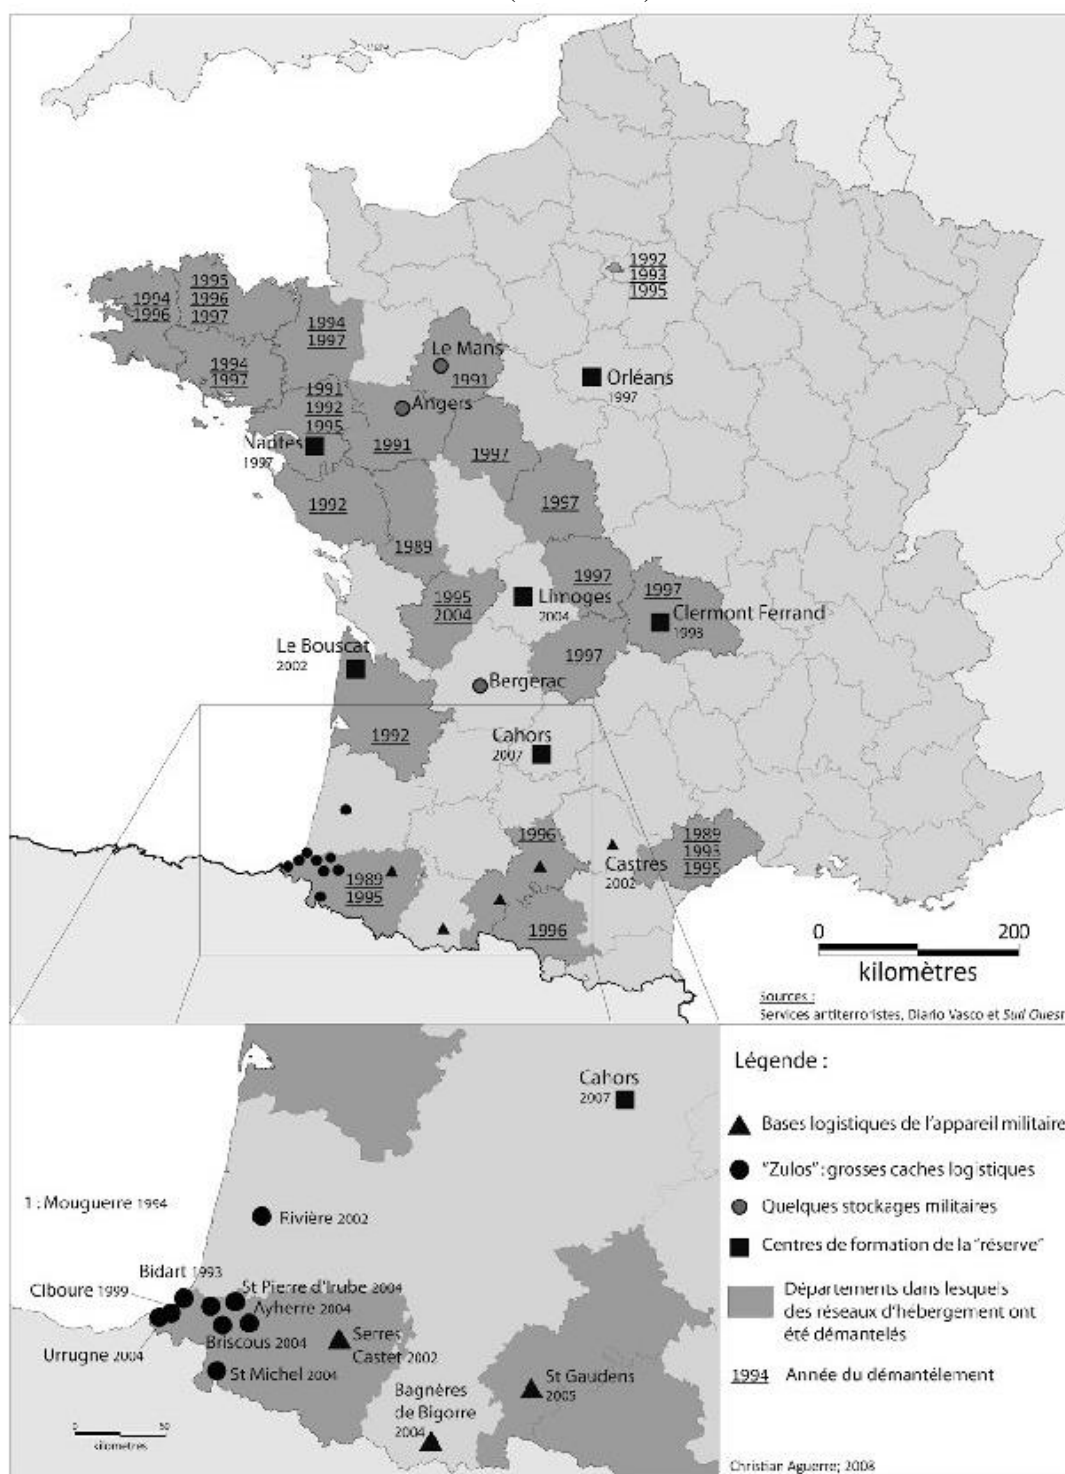 1992
1993
1995
1995
1996
1997
1994
1996
1994
1997
1994
1997
Le Mans
1991
Orléans
1997
1991
1992
1995
Angers
1991
Nantes
1997
1997
1992
1997
1989
1997
1997
1995
2004
Limoges
2004
Clermont Ferrand
1993
Le Bouscat
2002
1997
Bergerac
1992
Cahors
2007
1996
1989
1993
1995
Castres
2002
1989
1995
1996
0 200
kilomètres
Sources :
Services antiterroristes, Diario Vasco et Sud Ouest
Cahors
2007
1 : Mouguerre 1994
Rivière 2002
Bidart 1993
Ciboure 1999
St Pierre d'Irube 2004
Ayherre 2004
Briscous 2004
Urrugne 2004
Serres
Castet 2002
St Michel 2004
St Gaudens
2005
Bagnères
de Bigorre
2004
0 50
kilometres
Légende :
Bases logistiques de l'appareil militaire
"Zulos" : grosses caches logistiques
Quelques stockages militaires
Centres de formation de la "réserve"
Départements dans lesquels
des réseaux d'hébergement ont
été démantelés
1994 Année du démantélement
Christian Aguerre; 2008